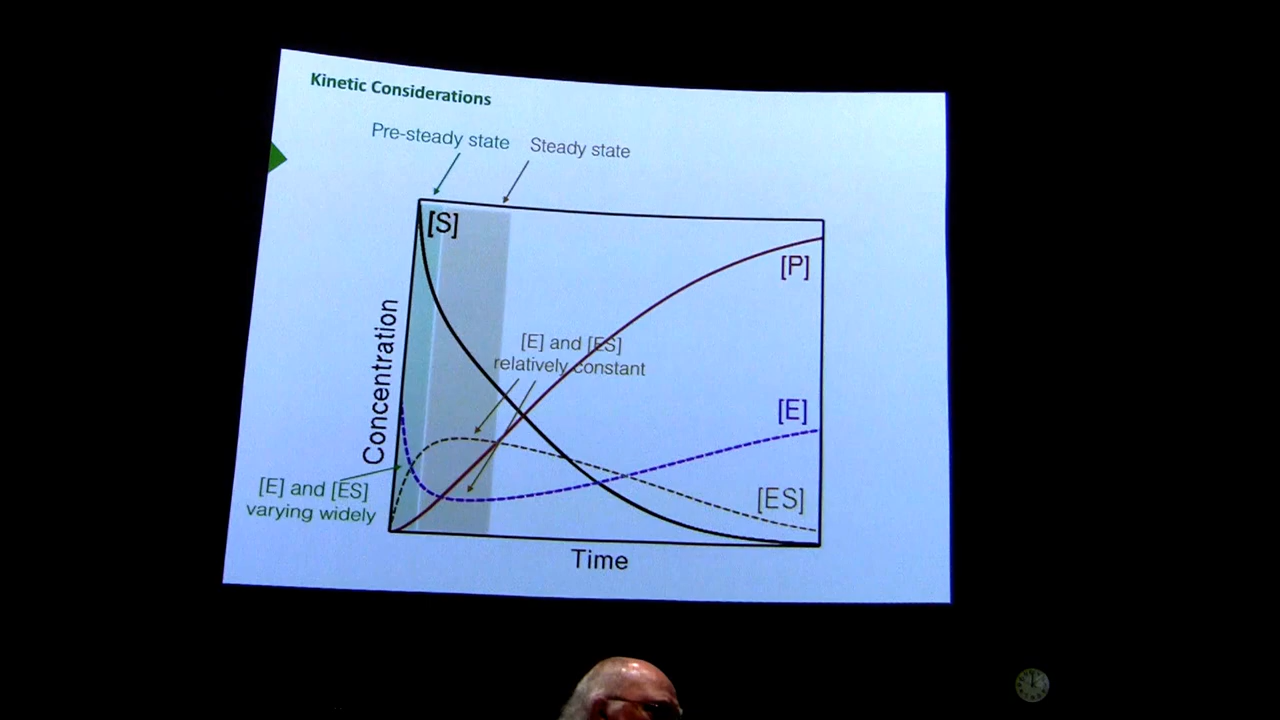 Kinetic Considerations
Pre-steady state
Steady state
[S]
[P]
[E] and [ES]
relatively constant
Concentration
[E]
[E] and [ES]
varying widely
[ES]
Time